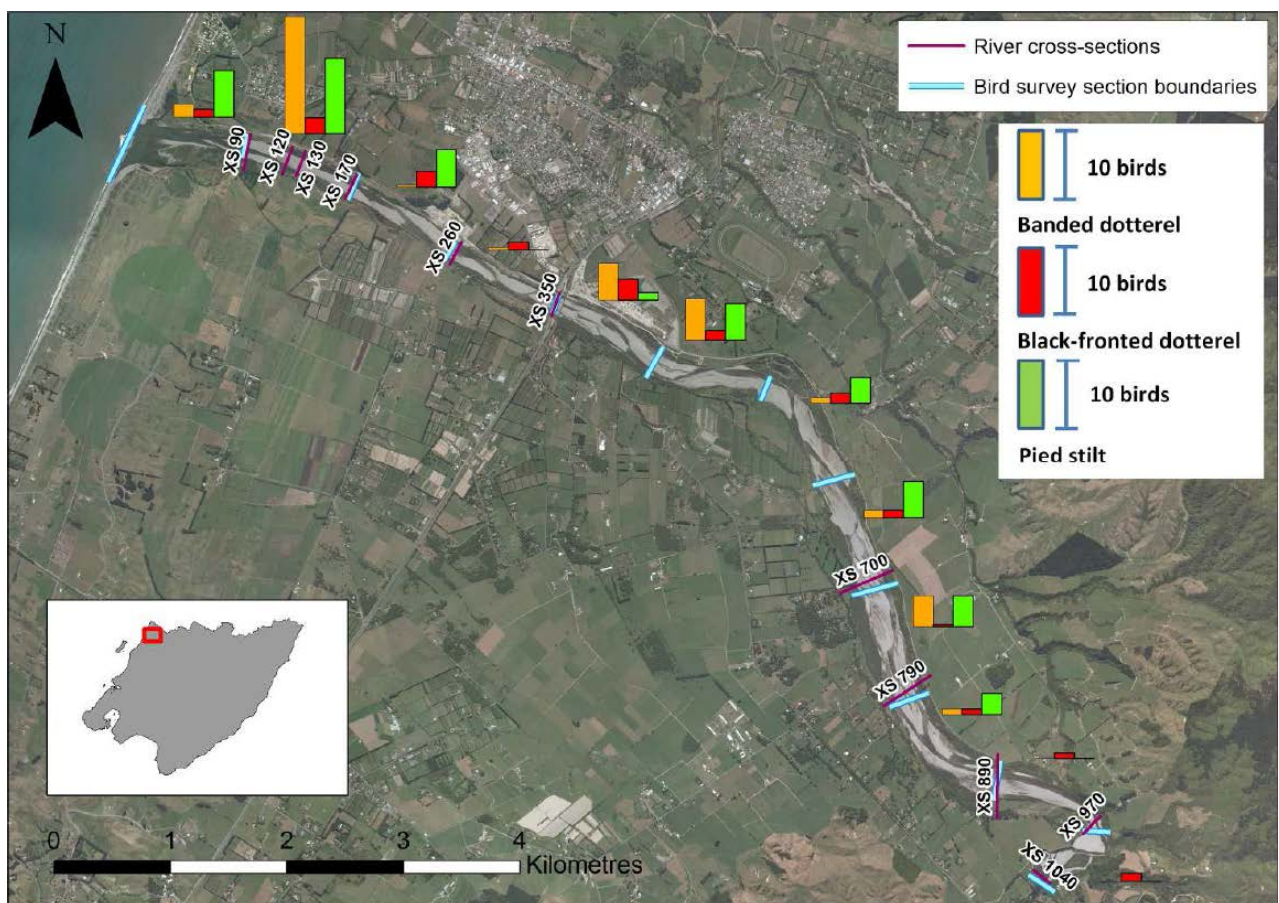 N
River cross-sections
Bird survey section boundaries
10 birds
Banded dotterel
10 birds
Black-fronted dotterel
10 birds
Pied stilt
XS 90
XS 120
XS 130
XS 170
XS 260
XS 350
XS 700
XS 790
XS 890
XS 970
XS 1040
0 1 2 3 4
Kilometres